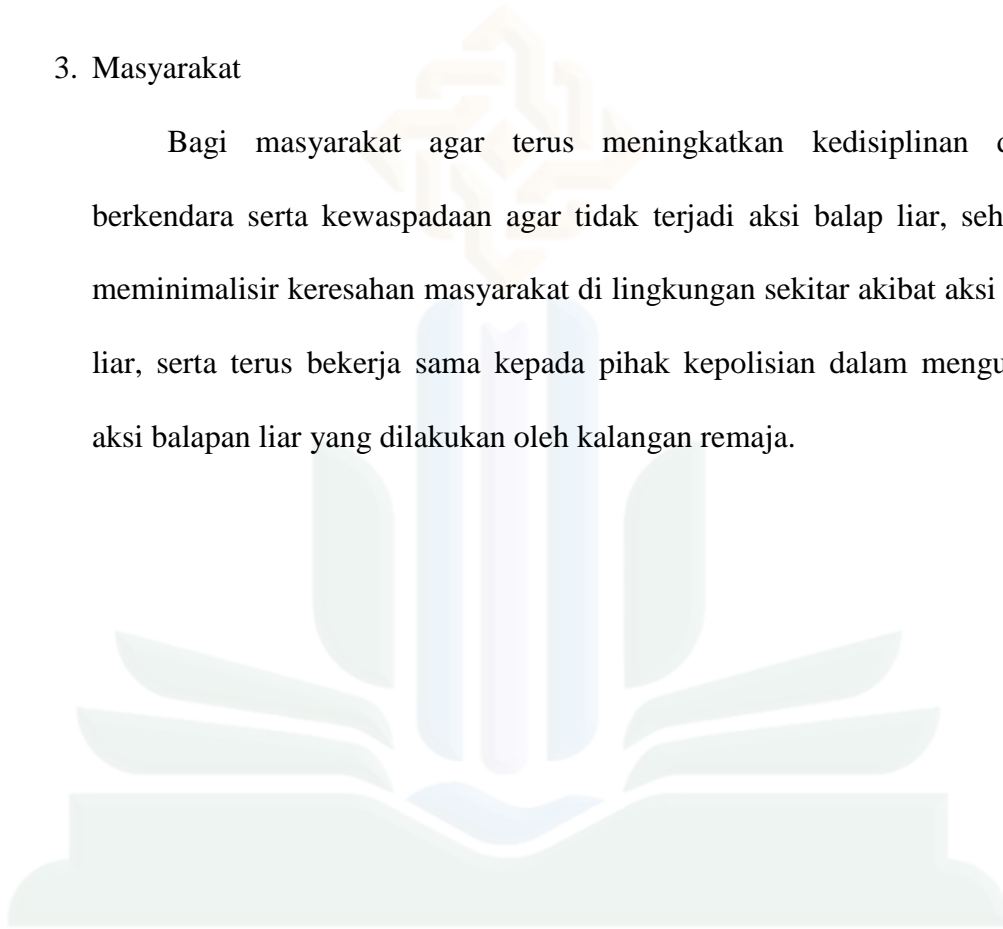 3. Masyarakat
Bagi masyarakat agar terus meningkatkan kedisiplinan
berkendara serta kewaspadaan agar tidak terjadi aksi balap liar,
meminimalisir keresahan masyarakat di lingkungan sekitar akibat aksi
liar, serta terus bekerja sama kepada pihak kepolisian dalam
aksi balapan liar yang dilakukan oleh kalangan remaja.